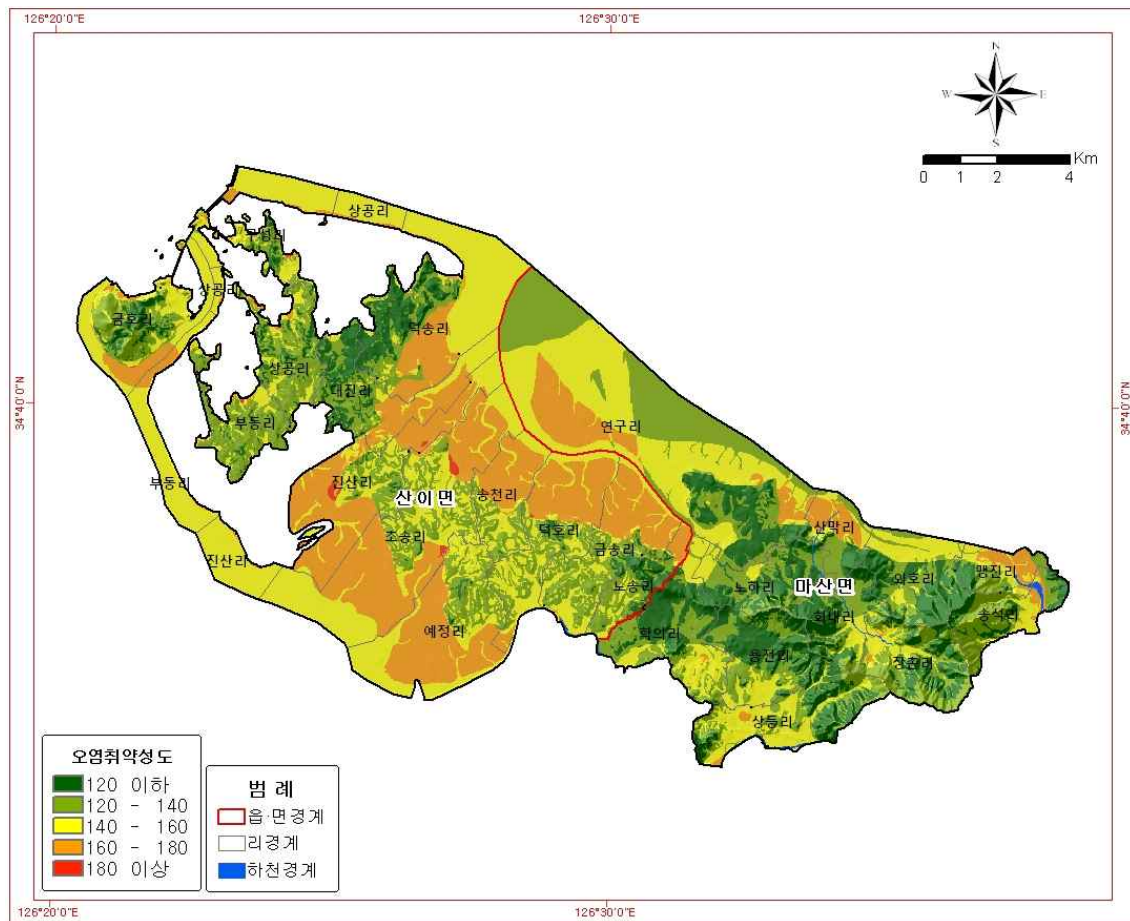 126°20'0"E
126°30'0"E
N
W
E
S
Km
0 1 2 4
상공리
상공리
금호리
덕송리
상공리
대진리
34°40'0"N
34°40'0"N
부동리
연구리
부동리
진산리
산이면
송천리
산막리
초송리
덕호리
금송리
진산리
노송리
노하리
마산면
외호리
맹진리
예정리
학의리
화내리
송석리
용전리
장촌리
상등리
오염취약성도
120 이하
120 - 140
140 - 160
160 - 180
180 이상
범 례
읍·면경계
리경계
하천경계
126°20'0"E
126°30'0"E